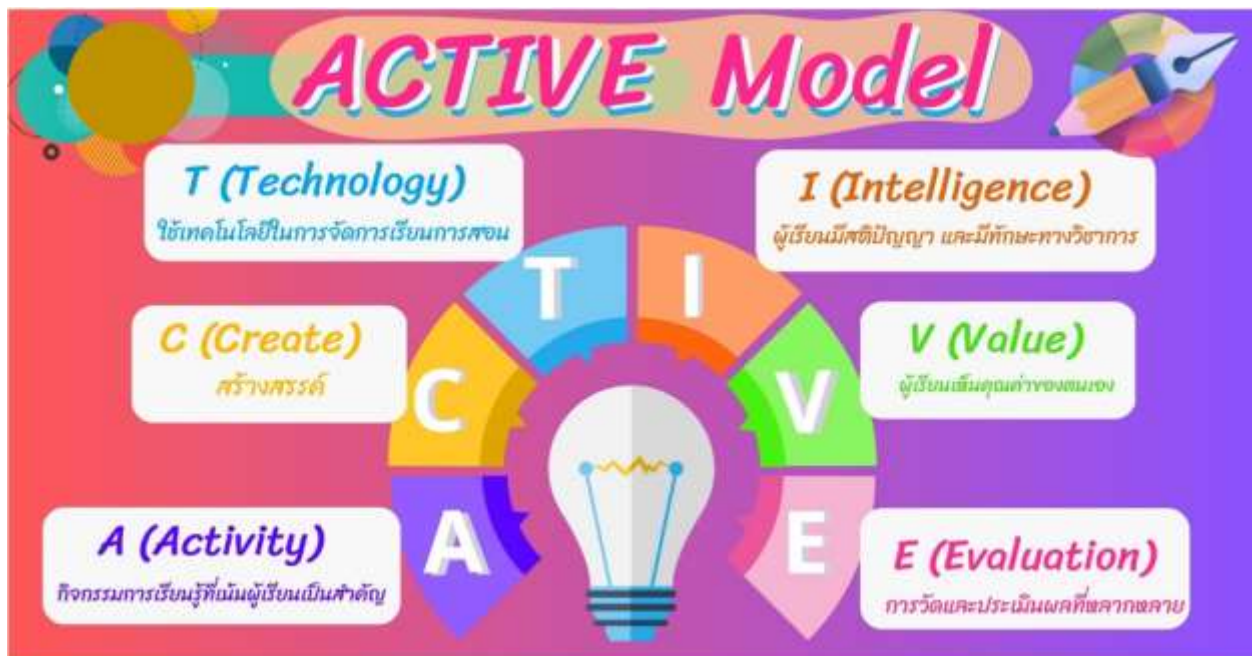 ACTIVE Model
T (Technology)
ใช้เทคโนโลยีในการจัดการเรียนการสอน
I (Intelligence)
ผู้เรียนมีสติปัญญา และมีทักษะทางวิชาการ
C (Create)
สร้างสรรค์
V (Value)
ผู้เรียนเห็นคุณค่าของตนเอง
A (Activity)
กิจกรรมการเรียนรู้ที่เน้นผู้เรียนเป็นสำคัญ
E (Evaluation)
การวัดและประเมินผลที่หลากหลาย
A
C
T
I
V
E